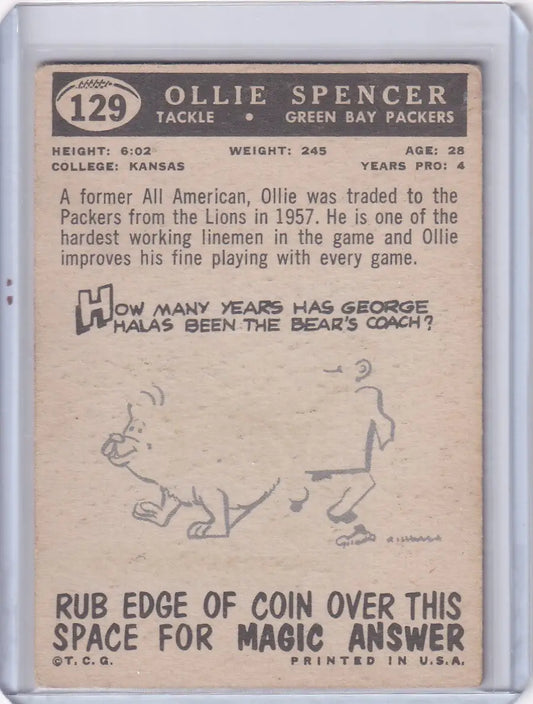 129
OLLIE SPENCER
TACKLE • GREEN BAY PACKERS
HEIGHT: 6:02 WEIGHT: 245 AGE: 28
COLLEGE: KANSAS YEARS PRO: 4
A former All American, Ollie was traded to the
Packers from the Lions in 1957. He is one of the
hardest working linemen in the game and Ollie
improves his fine playing with every game.
HOW MANY YEARS HAS GEORGE
HALAS BEEN THE BEAR'S COACH?
RUB EDGE OF COIN OVER THIS
SPACE FOR MAGIC ANSWER
©T.C.G. PRINTED IN U.S.A.